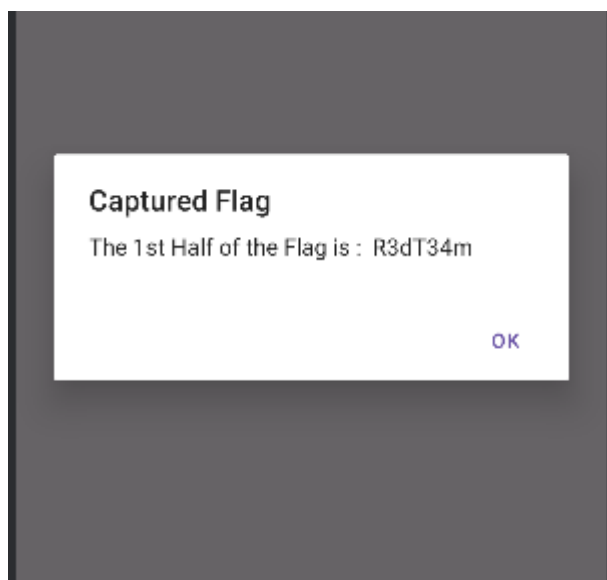 Captured Flag
The 1st Half of the Flag is : R3dT34m
OK